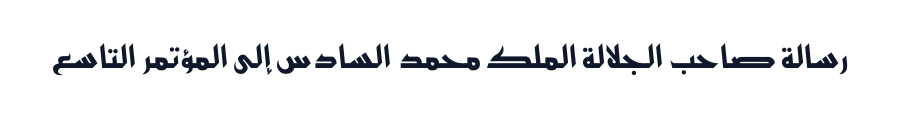 رسالة صاحب الجلالة الملك محمد السادس إلى المؤتمر التاسع